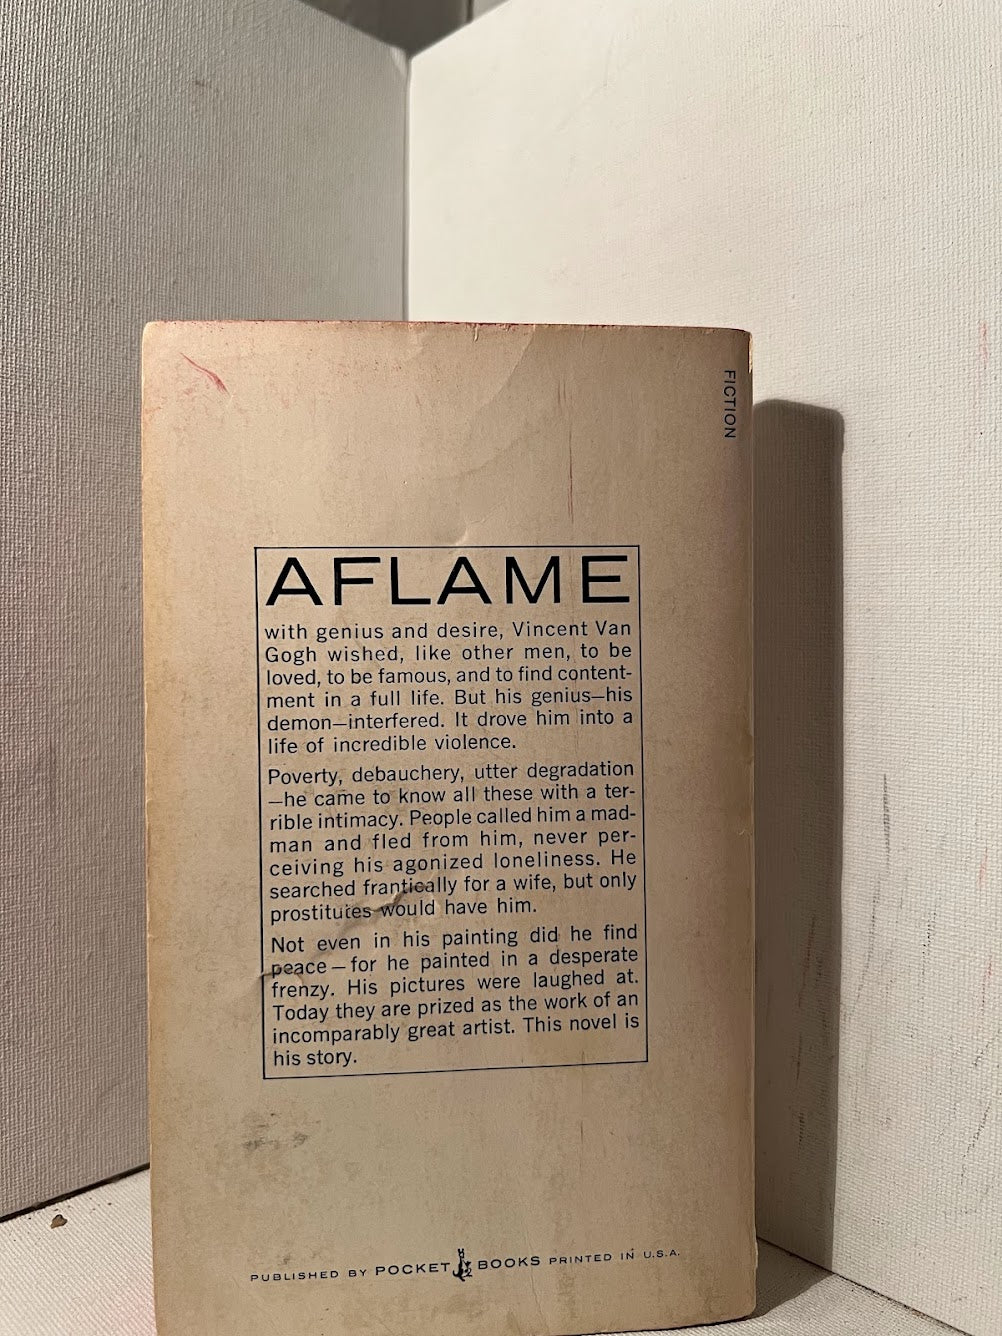 FICTION
AFLAME
with genius and desire, Vincent Van
Gogh wished, like other men, to be
loved, to be famous, and to find content-
ment in a full life. But his genius—his
demon—interfered. It drove him into a
life of incredible violence.
Poverty, debauchery, utter degradation
—he came to know all these with a ter-
rible intimacy. People called him a mad-
man and fled from him, never per-
ceiving his agonized loneliness. He
searched frantically for a wife, but only
prostitutes would have him.
Not even in his painting did he find
peace—for he painted in a desperate
frenzy. His pictures were laughed at.
Today they are prized as the work of an
incomparably great artist. This novel is
his story.
PUBLISHED BY POCKET BOOKS PRINTED IN U.S.A.